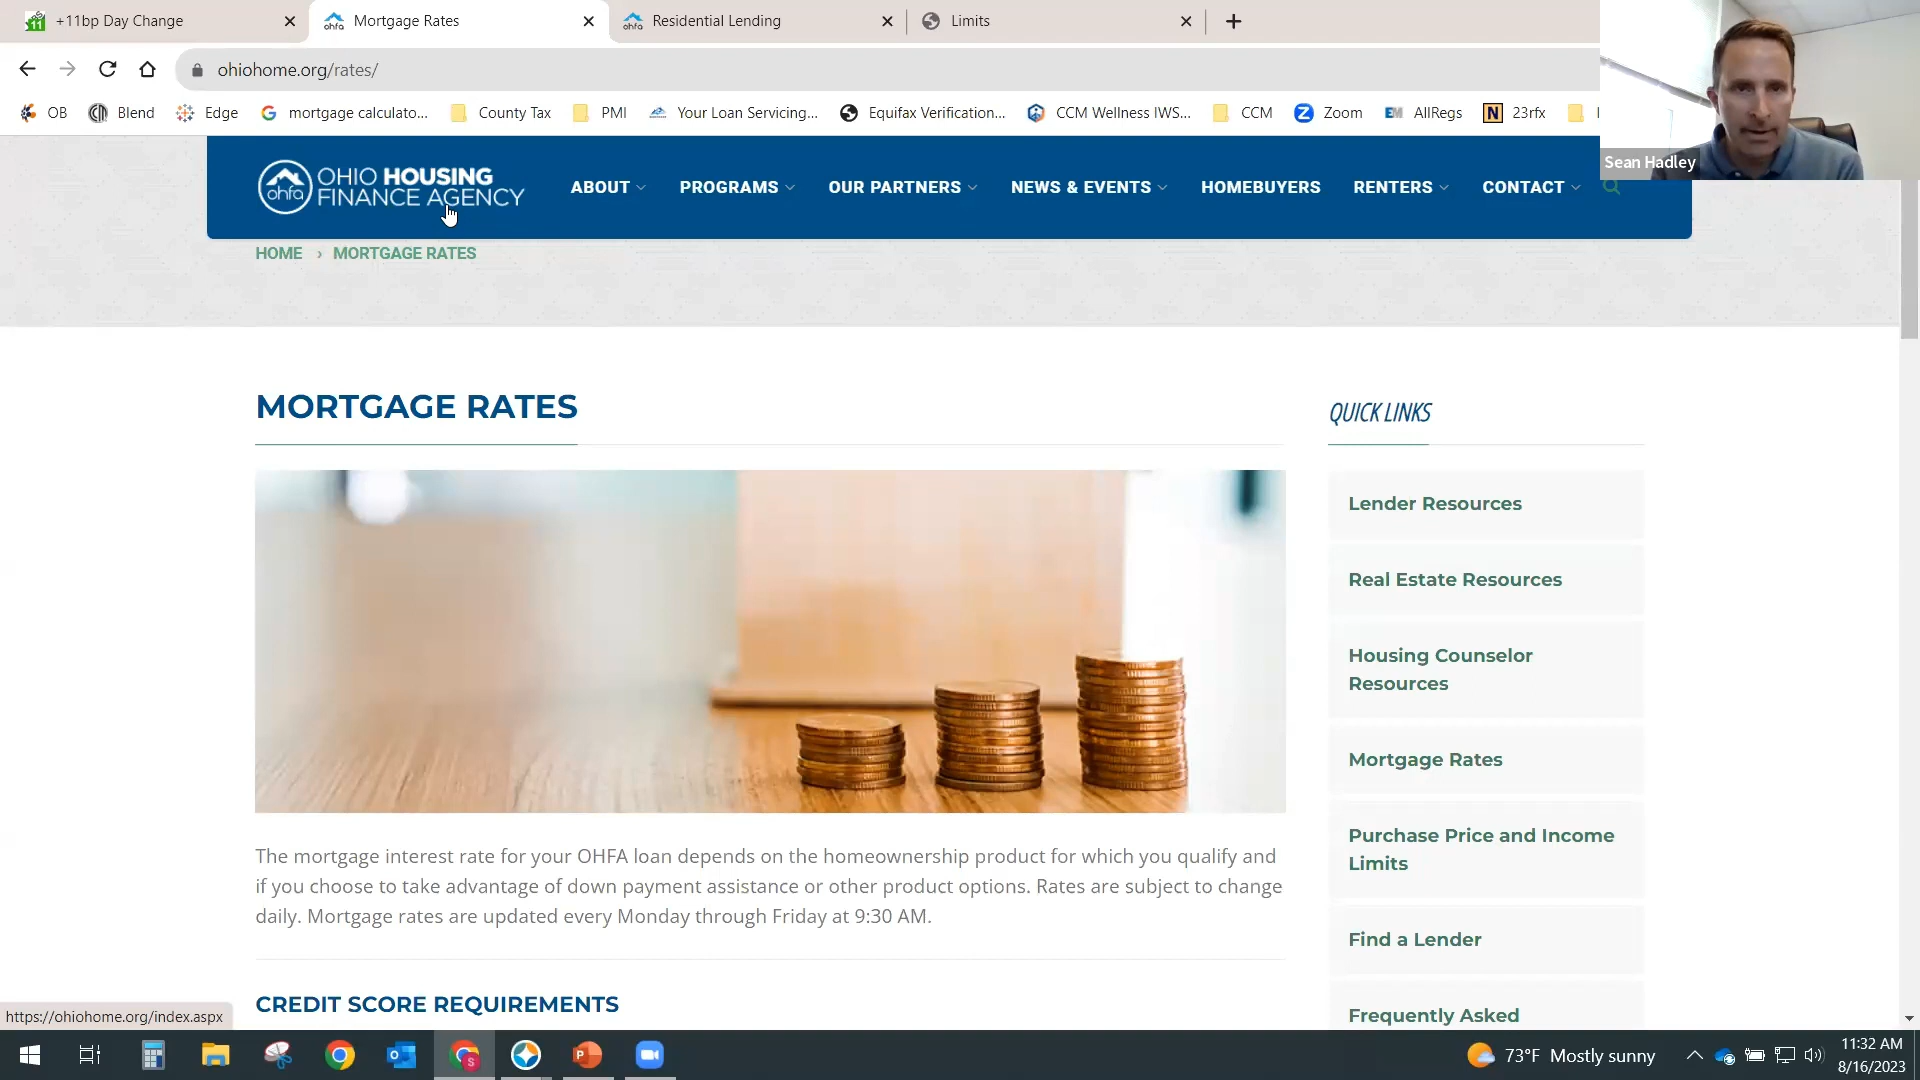 +11bp Day Change
Mortgage Rates
Residential Lending
Limits
ohiohome.org/rates/
OB
Blend
Edge
mortgage calculato...
County Tax
PMI
Your Loan Servicing...
Equifax Verification...
CCM Wellness IWS...
CCM
Zoom
AllRegs
23rfx
Sean Hadley
ohfa
OHIO HOUSING
FINANCE AGENCY
ABOUT
PROGRAMS
OUR PARTNERS
NEWS & EVENTS
HOMEBUYERS
RENTERS
CONTACT
HOME › MORTGAGE RATES
MORTGAGE RATES
QUICK LINKS
Lender Resources
Real Estate Resources
Housing Counselor
Resources
Mortgage Rates
Purchase Price and Income
Limits
Find a Lender
Frequently Asked
The mortgage interest rate for your OHFA loan depends on the homeownership product for which you qualify and
if you choose to take advantage of down payment assistance or other product options. Rates are subject to change
daily. Mortgage rates are updated every Monday through Friday at 9:30 AM.
CREDIT SCORE REQUIREMENTS
https://ohiohome.org/index.aspx
73°F Mostly sunny
11:32 AM
8/16/2023